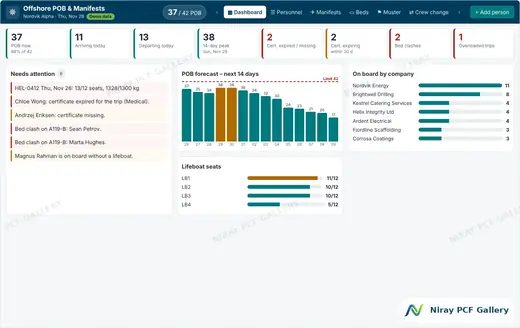 Offshore POB & Manifests
Nordvik Alpha · Thu, Nov 26 Demo data
37 / 42 POB
Dashboard
Personnel
Manifests
Beds
Muster
Crew change
+ Add person
37
POB now
88% of 42
11
Arriving today
13
Departing today
38
14-day peak
Sun, Nov 29
2
Cert. expired / missing
2
Cert. expiring
within 30 d
2
Bed clashes
1
Overloaded trips
Needs attention
HEL-0412 Thu, Nov 26: 13/12 seats, 1328/1300 kg
Chloe Wong: certificate expired for the trip (Medical).
Andrzej Eriksen: certificate missing.
Bed clash on A119-B: Sean Petrov.
Bed clash on A119-B: Marta Hughes.
Magnus Rahman is on board without a lifeboat.
POB forecast – next 14 days
Limit 42
Lifeboat seats
LB1 11/12
LB2 10/12
LB3 10/12
LB4 5/12
On board by company
Nordvik Energy 11
Brightwell Drilling 8
Kestrel Catering Services 4
Helix Integrity Ltd 4
Ardent Electrical 4
Fjordline Scaffolding 3
Corrosa Coatings 3
NIRAY PCF GALLERY
Niray PCF Gallery